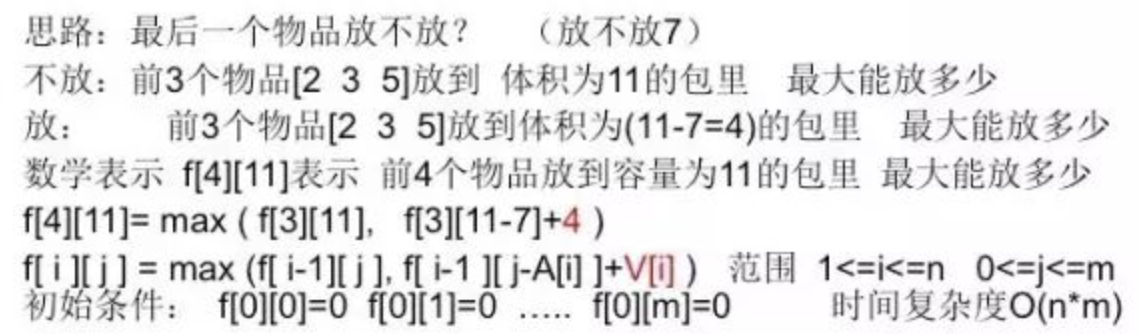 思路：最后一个物品放不放？ （放不放7）
不放：前3个物品[2 3 5]放到 体积为11的包里 最大能放多少
放： 前3个物品[2 3 5]放到体积为(11-7=4)的包里 最大能放多少
数学表示 f[4][11]表示 前4个物品放到容量为11的包里 最大能放多少
f[4][11]= max ( f[3][11], f[3][11-7]+4 )
f[ i ][ j ] = max (f[ i-1][ j ], f[ i-1 ][ j-A[i] ]+V[i] ) 范围 1<=i<=n 0<=j<=m
初始条件： f[0][0]=0 f[0][1]=0 ….. f[0][m]=0 时间复杂度O(n*m)